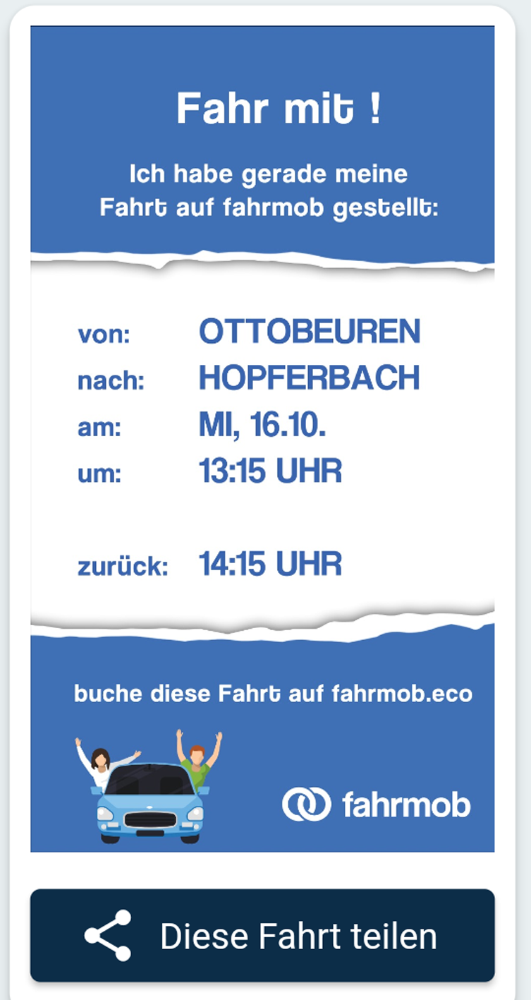 Fahr mit !
Ich habe gerade meine
Fahrt auf fahrmob gestellt:
von: OTTOBEUREN
nach: HOPFERBACH
am: MI, 16.10.
um: 13:15 UHR
zurück: 14:15 UHR
buche diese Fahrt auf fahrmob.eco
fahrmob
Diese Fahrt teilen